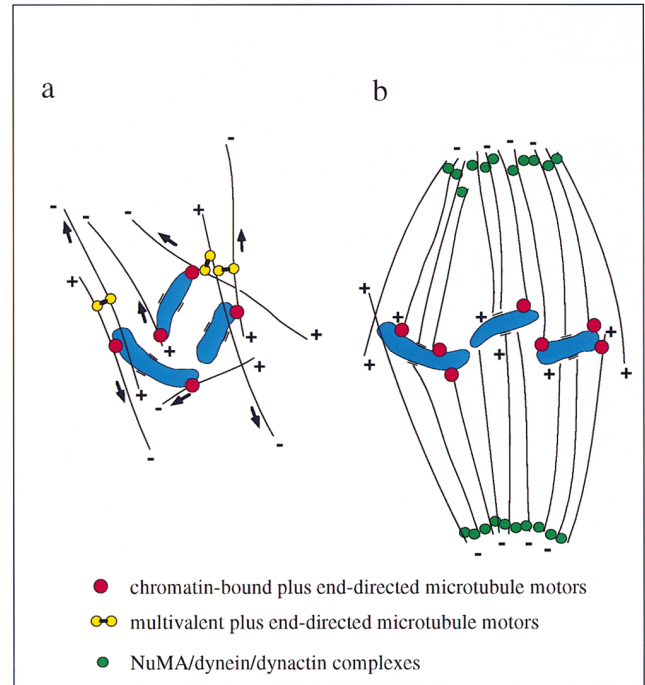 a
b
chromatin-bound plus end-directed microtubule motors
multivalent plus end-directed microtubule motors
NuMA/dynein/dynactin complexes